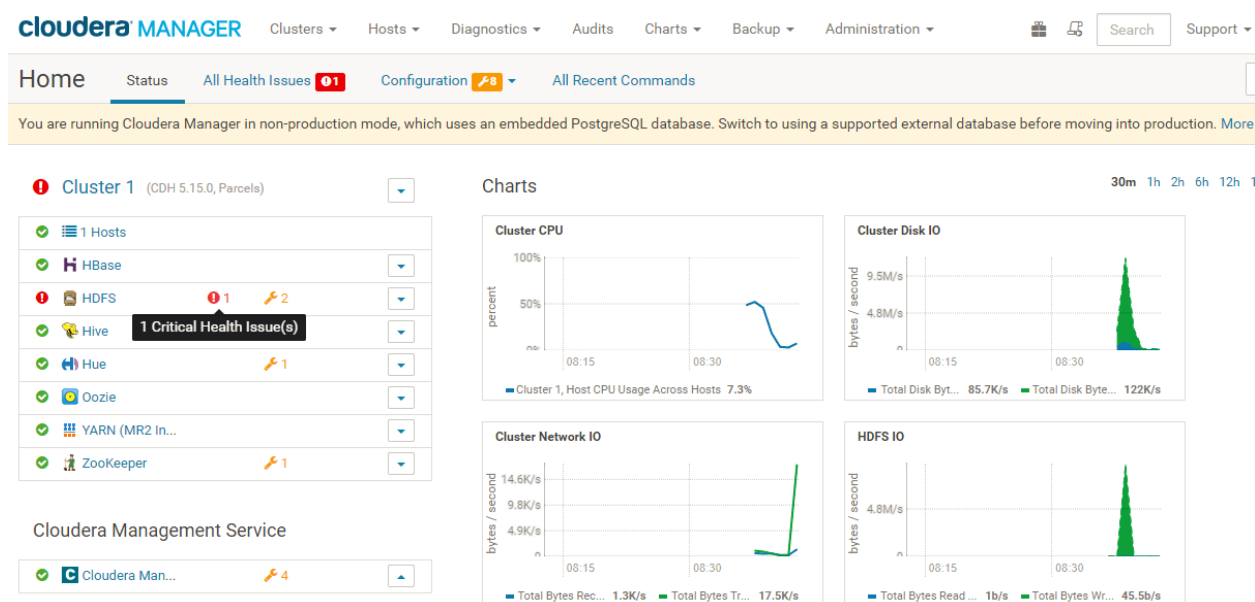 cloudera MANAGER Clusters Hosts Diagnostics Audits Charts Backup Administration Search Support
Home Status All Health Issues 1 Configuration 8 All Recent Commands
You are running Cloudera Manager in non-production mode, which uses an embedded PostgreSQL database. Switch to using a supported external database before moving into production. More
Cluster 1 (CDH 5.15.0, Parcels)
1 Hosts
HBase
HDFS 1 2
1 Critical Health Issue(s)
Hive
Hue 1
Oozie
YARN (MR2 In...
ZooKeeper 1
Cloudera Management Service
Cloudera Man... 4
Charts
30m 1h 2h 6h 12h 1
Cluster CPU
percent
100%
50%
0%
08:15 08:30
Cluster 1, Host CPU Usage Across Hosts 7.3%
Cluster Disk IO
bytes / second
9.5M/s
4.8M/s
0
08:15 08:30
Total Disk Byt... 85.7K/s Total Disk Byte... 122K/s
Cluster Network IO
bytes / second
14.6K/s
9.8K/s
4.9K/s
0
08:15 08:30
Total Bytes Rec... 1.3K/s Total Bytes Tr... 17.5K/s
HDFS IO
bytes / second
4.8M/s
0
08:15 08:30
Total Bytes Read ... 1b/s Total Bytes Wr... 45.5b/s